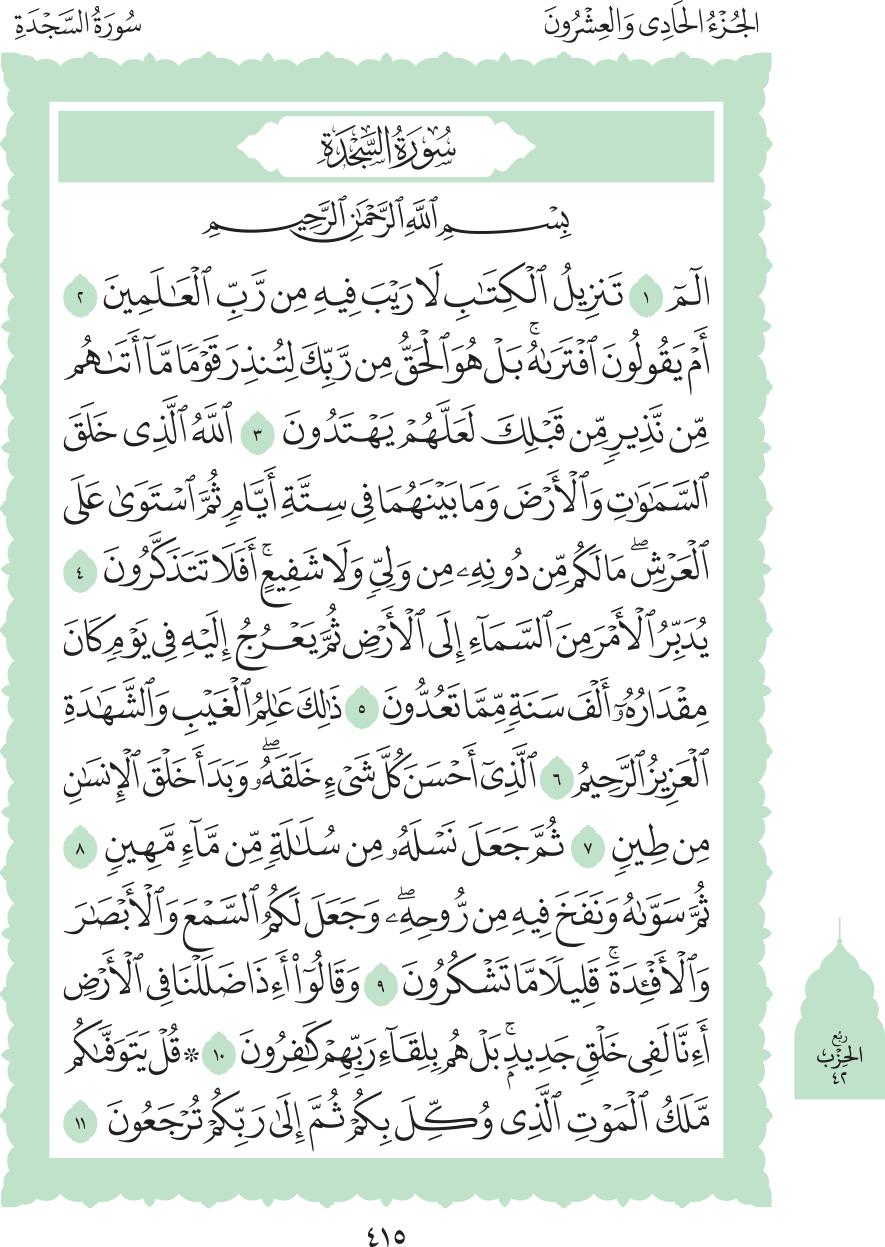 الجُزْءُ الحَادِى وَالعِشْرُونَ
سُورَةُ السَّجْدَةِ
سُورَةُ السَّجْدَةِ
بِسْمِ ٱللَّهِ ٱلرَّحْمَٰنِ ٱلرَّحِيمِ
الٓمٓ ١ تَنزِيلُ ٱلْكِتَٰبِ لَا رَيْبَ فِيهِ مِن رَّبِّ ٱلْعَٰلَمِينَ ٢
أَمْ يَقُولُونَ ٱفْتَرَىٰهُۚ بَلْ هُوَ ٱلْحَقُّ مِن رَّبِّكَ لِتُنذِرَ قَوْمًا مَّآ أَتَىٰهُم
مِّن نَّذِيرٍ مِّن قَبْلِكَ لَعَلَّهُمْ يَهْتَدُونَ ٣ ٱللَّهُ ٱلَّذِى خَلَقَ
ٱلسَّمَٰوَٰتِ وَٱلْأَرْضَ وَمَا بَيْنَهُمَا فِى سِتَّةِ أَيَّامٍ ثُمَّ ٱسْتَوَىٰ عَلَى
ٱلْعَرْشِۖ مَا لَكُم مِّن دُونِهِۦ مِن وَلِىٍّ وَلَا شَفِيعٍۚ أَفَلَا تَتَذَكَّرُونَ ٤
يُدَبِّرُ ٱلْأَمْرَ مِنَ ٱلسَّمَآءِ إِلَى ٱلْأَرْضِ ثُمَّ يَعْرُجُ إِلَيْهِ فِى يَوْمٍ كَانَ
مِقْدَارُهُۥٓ أَلْفَ سَنَةٍ مِّمَّا تَعُدُّونَ ٥ ذَٰلِكَ عَٰلِمُ ٱلْغَيْبِ وَٱلشَّهَٰدَةِ
ٱلْعَزِيزُ ٱلرَّحِيمُ ٦ ٱلَّذِىٓ أَحْسَنَ كُلَّ شَىْءٍ خَلَقَهُۥۖ وَبَدَأَ خَلْقَ ٱلْإِنسَٰنِ
مِن طِينٍ ٧ ثُمَّ جَعَلَ نَسْلَهُۥ مِن سُلَٰلَةٍ مِّن مَّآءٍ مَّهِينٍ ٨
ثُمَّ سَوَّىٰهُ وَنَفَخَ فِيهِ مِن رُّوحِهِۦۖ وَجَعَلَ لَكُمُ ٱلسَّمْعَ وَٱلْأَبْصَٰرَ
وَٱلْأَفْـِٔدَةَۚ قَلِيلًا مَّا تَشْكُرُونَ ٩ وَقَالُوٓا۟ أَءِذَا ضَلَلْنَا فِى ٱلْأَرْضِ
أَءِنَّا لَفِى خَلْقٍ جَدِيدٍۭۚ بَلْ هُم بِلِقَآءِ رَبِّهِمْ كَٰفِرُونَ ١٠ ۞ قُلْ يَتَوَفَّىٰكُم
مَّلَكُ ٱلْمَوْتِ ٱلَّذِى وُكِّلَ بِكُمْ ثُمَّ إِلَىٰ رَبِّكُمْ تُرْجَعُونَ ١١
رُبُع
الحِزْب
٤٢
٤١٥